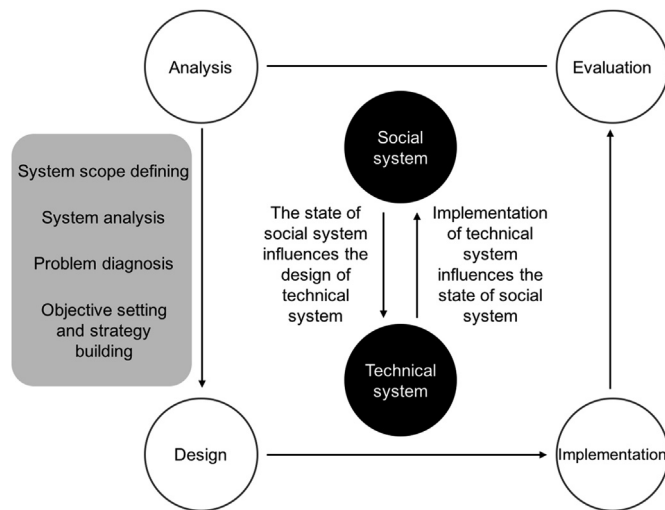 Analysis
Evaluation
Social
system
System scope defining
System analysis
Problem diagnosis
Objective setting
and strategy
building
The state of
social system
influences the
design of
technical
system
Implementation
of technical
system
influences the
state of social
system
Technical
system
Design
Implementation